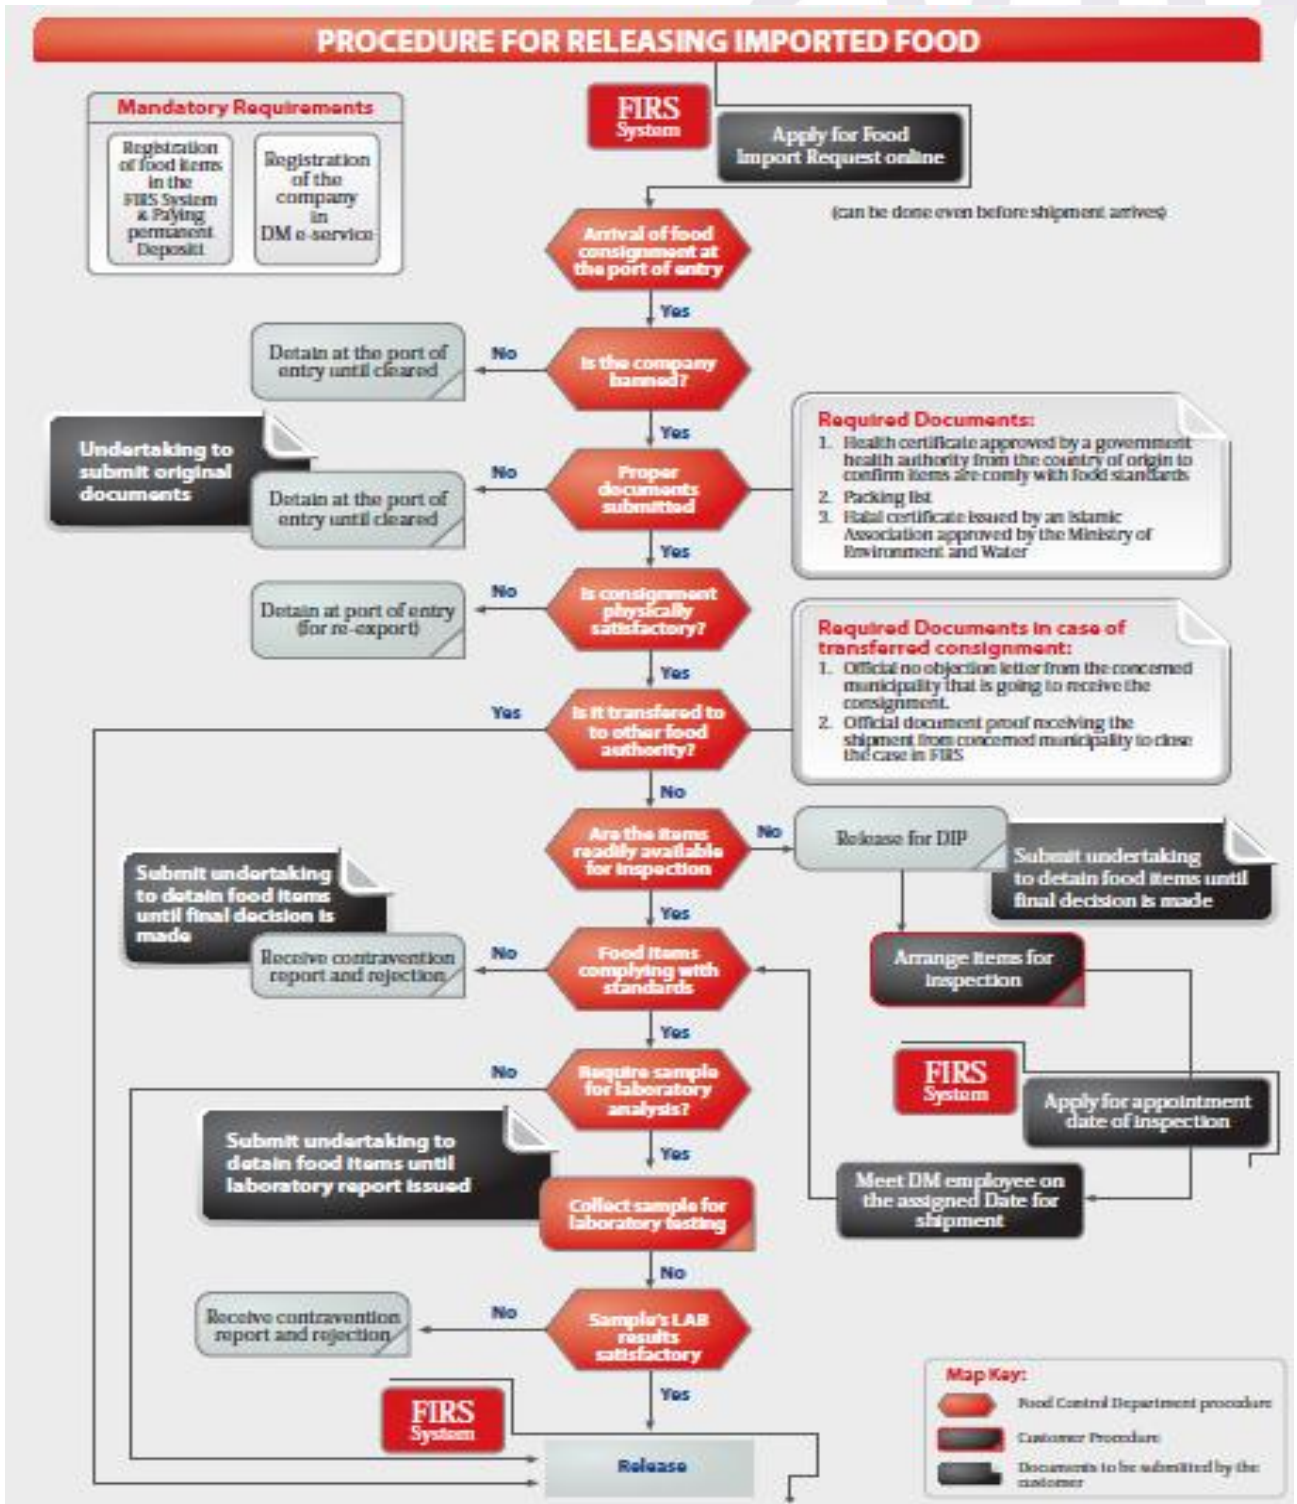 PROCEDURE FOR RELEASING IMPORTED FOOD
Mandatory Requirements
Registration
of food items
in the
FIRS System
& Paying
permanent
Depositi
Registration
of the
company
in
DM e-service
FIRS
System
Apply for Food
Import Request online
(can be done even before shipment arrives)
Arrival of food
consignment at
the port of entry
Yes
Is the company
banned?
No
Detain at the port of
entry until cleared
Yes
Undertaking to
submit original
documents
Proper
documents
submitted
No
Detain at the port of
entry until cleared
Required Documents:
1. Health certificate approved by a government
health authority from the country of origin to
confirm items are comly with food standards
2. Packing list
3. Halal certificate issued by an Islamic
Association approved by the Ministry of
Environment and Water
Yes
Is consignment
physically
satisfactory?
No
Detain at port of entry
(for re-export)
Yes
Required Documents in case of
transferred consignment:
1. Official no objection letter from the concerned
municipality that is going to receive the
consignment.
2. Official document proof receiving the
shipment from concerned municipality to close
the case in FIRS
Is it transfered to
to other food
authority?
Yes
No
Are the items
readily available
for inspection
No
Release for DIP
Submit undertaking
to detain food items until
final decision is made
Yes
Submit undertaking
to detain food items
until final decision is
made
Food items
complying with
standards
No
Receive contravention
report and rejection
Arrange items for
inspection
Yes
Require sample
for laboratory
analysis?
No
FIRS
System
Apply for appointment
date of inspection
Yes
Submit undertaking to
detain food items until
laboratory report issued
Collect sample for
laboratory testing
Meet DM employee on
the assigned Date for
shipment
No
Sample's LAB
results
satisfactory
No
Receive contravention
report and rejection
Yes
FIRS
System
Release
Map Key:
Food Control Department procedure
Customer Procedure
Documents to be submitted by the
customer